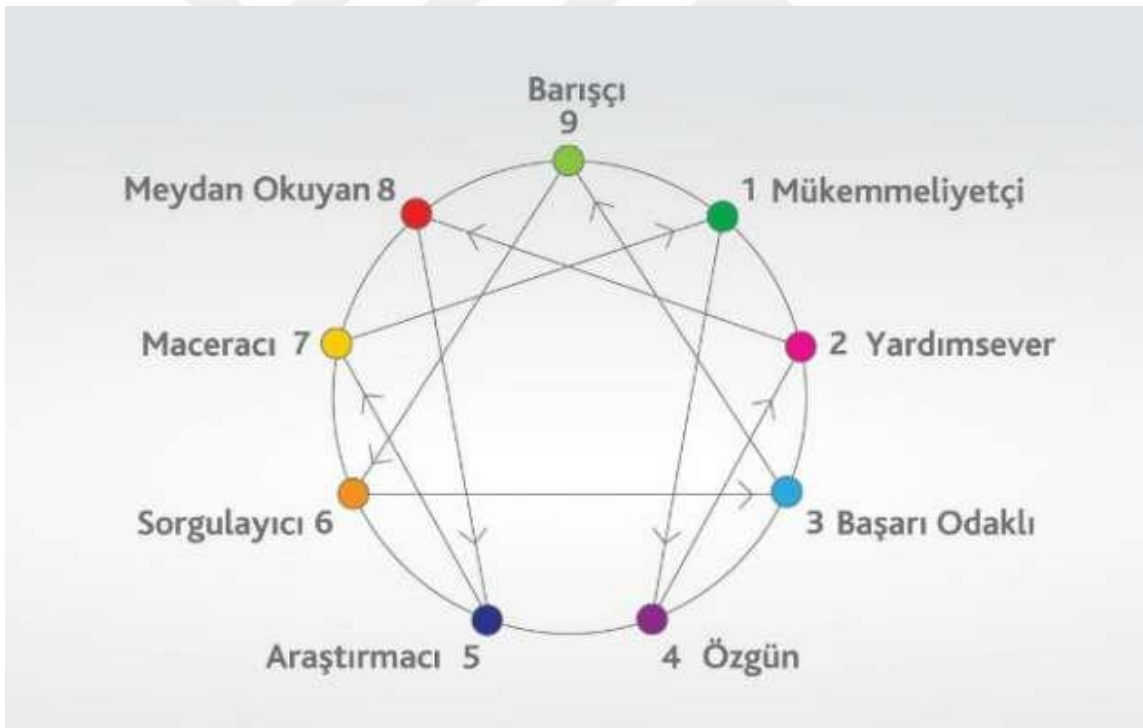 Barışçı
9
Meydan Okuyan 8
1 Mükemmeliyetçi
Maceracı 7
2 Yardımsever
Sorgulayıcı 6
3 Başarı Odaklı
Araştırmacı 5
4 Özgün